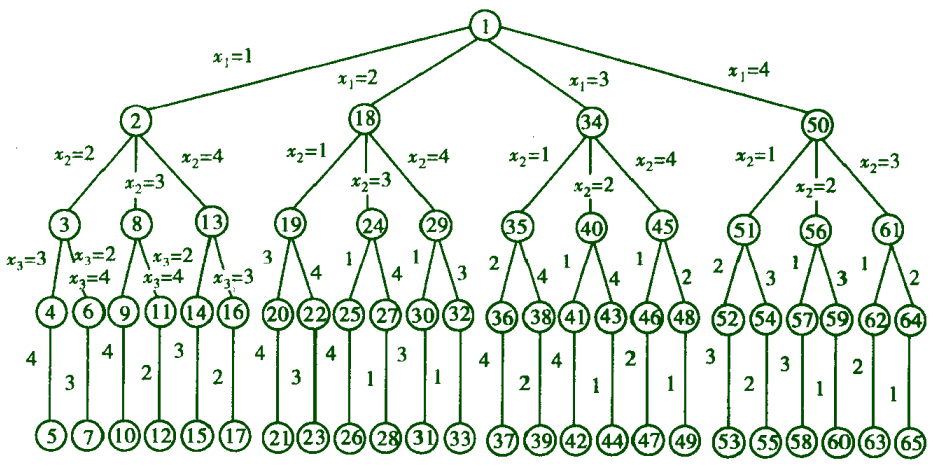 1
x₁=1 x₁=2 x₁=3 x₁=4
2 18 34 50
x₂=2 x₂=3 x₂=4 x₂=1 x₂=3 x₂=4 x₂=1 x₂=2 x₂=4 x₂=1 x₂=2 x₂=3
3 8 13 19 24 29 35 40 45 51 56 61
x₃=3 x₃=2 x₃=4 x₃=2 x₃=4 x₃=3 3 4 1 4 1 3 2 4 1 4 1 2 2 3 1 3 1 2
4 6 9 11 14 16 20 22 25 27 30 32 36 38 41 43 46 48 52 54 57 59 62 64
4 3 4 2 3 2 4 3 4 1 3 1 4 2 4 1 2 1 3 2 3 1 2 1
5 7 10 12 15 17 21 23 26 28 31 33 37 39 42 44 47 49 53 55 58 60 63 65